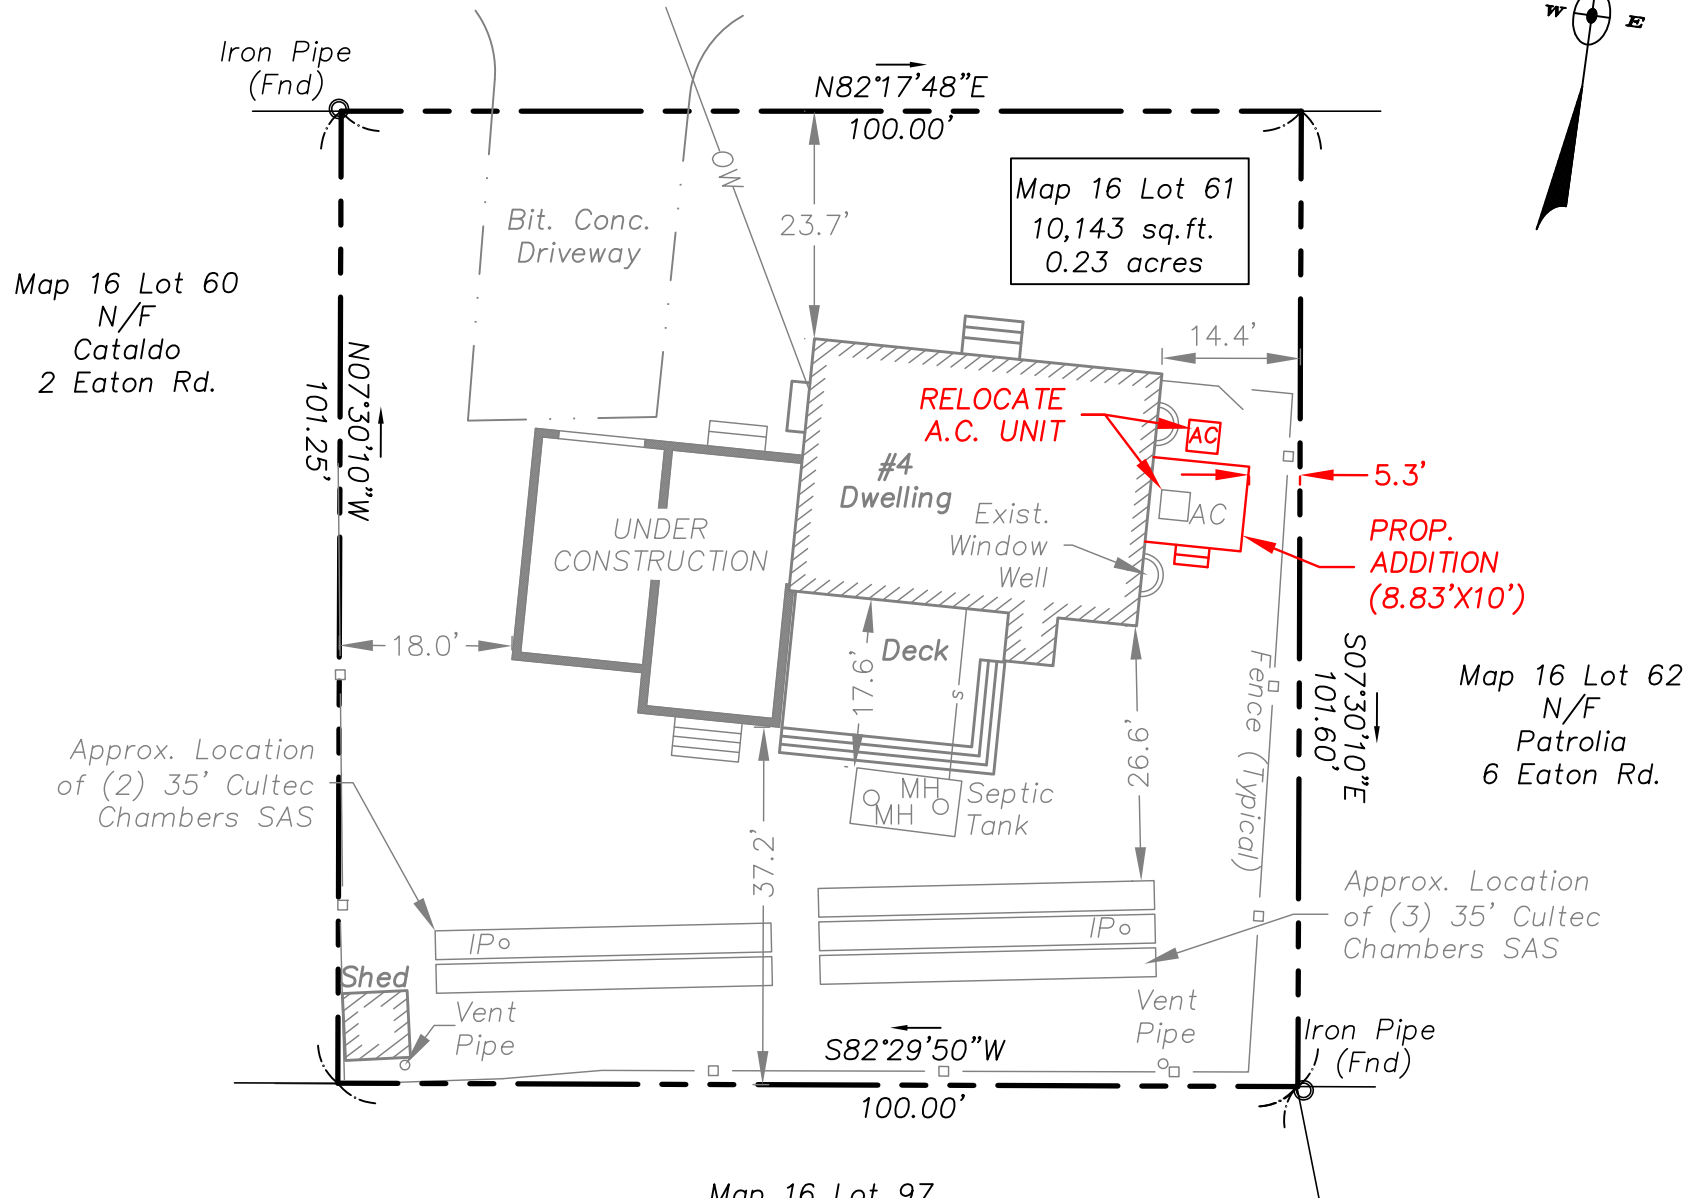 W E
Iron Pipe
(Fnd)
N82°17'48"E
100.00'
OW
Map 16 Lot 61
10,143 sq.ft.
0.23 acres
Bit. Conc.
Driveway
23.7'
Map 16 Lot 60
N/F
Cataldo
2 Eaton Rd.
N07°30'10"W
101.25'
14.4'
RELOCATE
A.C. UNIT
AC
#4
Dwelling
5.3'
AC
Exist.
Window
Well
UNDER
CONSTRUCTION
PROP.
ADDITION
(8.83'X10')
18.0'
Deck
17.6'
s
26.6'
Fence (Typical)
S07°30'10"E
101.60'
Map 16 Lot 62
N/F
Patrolia
6 Eaton Rd.
Approx. Location
of (2) 35' Cultec
Chambers SAS
MH
MH
Septic
Tank
37.2'
Approx. Location
of (3) 35' Cultec
Chambers SAS
IP
IP
Shed
Vent
Pipe
Vent
Pipe
S82°29'50"W
100.00'
Iron Pipe
(Fnd)
Map 16 Lot 97